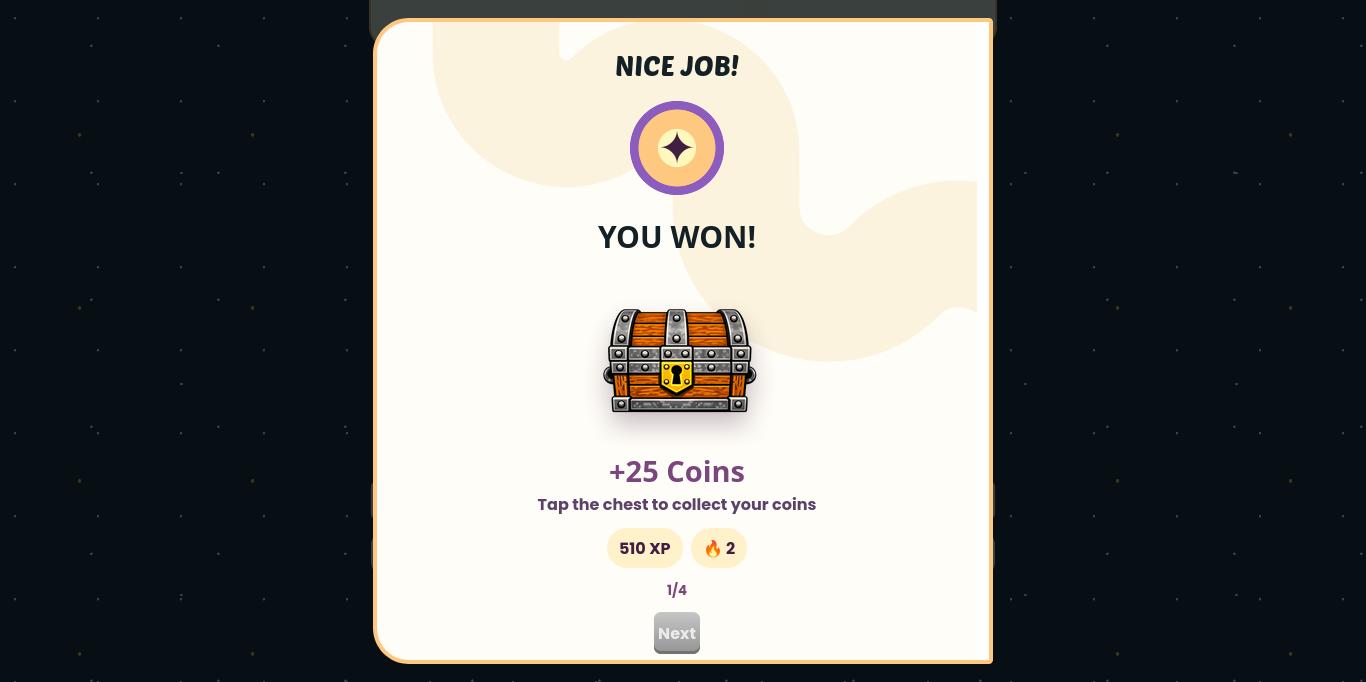 NICE JOB!
YOU WON!
+25 Coins
Tap the chest to collect your coins
510 XP
🔥 2
1/4
Next